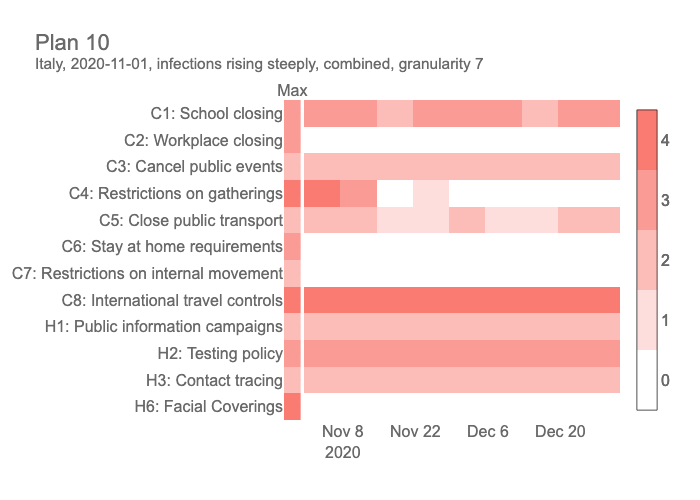 Plan 10
Italy, 2020-11-01, infections rising steeply, combined, granularity 7
Max
C1: School closing
C2: Workplace closing
C3: Cancel public events
C4: Restrictions on gatherings
C5: Close public transport
C6: Stay at home requirements
C7: Restrictions on internal movement
C8: International travel controls
H1: Public information campaigns
H2: Testing policy
H3: Contact tracing
H6: Facial Coverings
Nov 8 Nov 22 Dec 6 Dec 20
2020
4
3
2
1
0